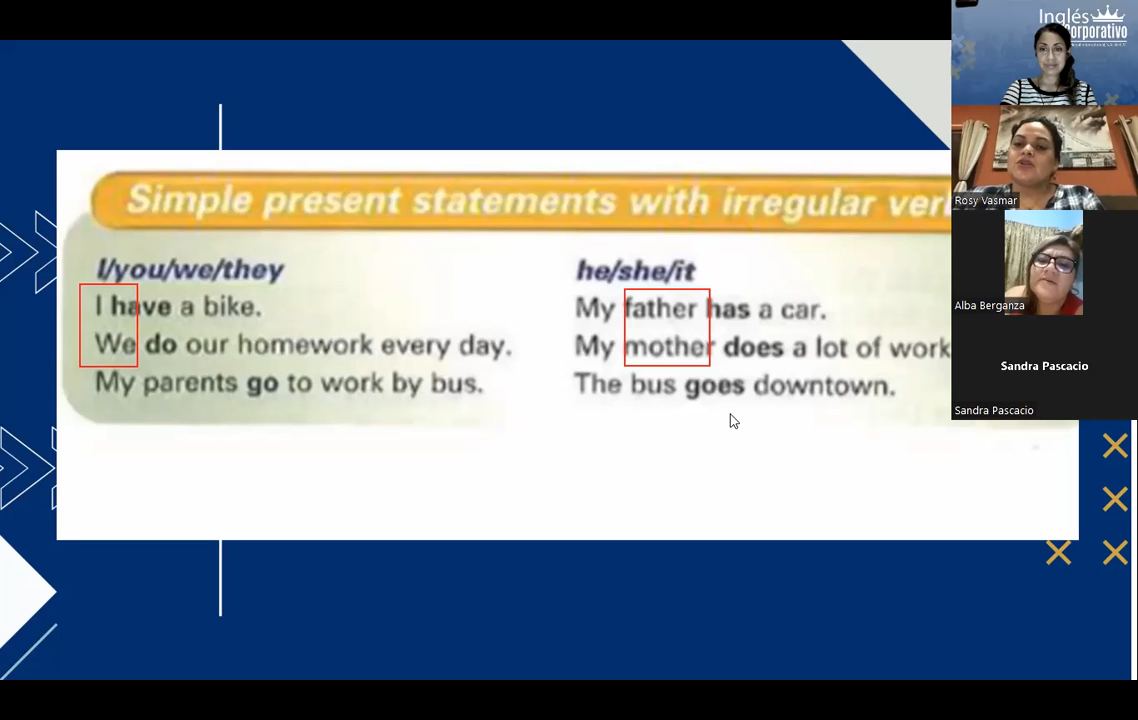 Simple present statements with irregular
I/you/we/they
I have a bike.
We do our homework every day.
My parents go to work by bus.
he/she/it
My father has a car.
My mother does a lot of work
The bus goes downtown.
Inglés
Corporativo
Rosy Vasmar
Alba Berganza
Sandra Pascacio
Sandra Pascacio